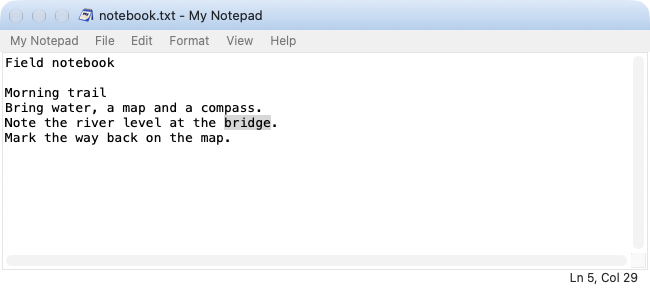 notebook.txt - My Notepad
My Notepad File Edit Format View Help
Field notebook
Morning trail
Bring water, a map and a compass.
Note the river level at the bridge.
Mark the way back on the map.
Ln 5, Col 29